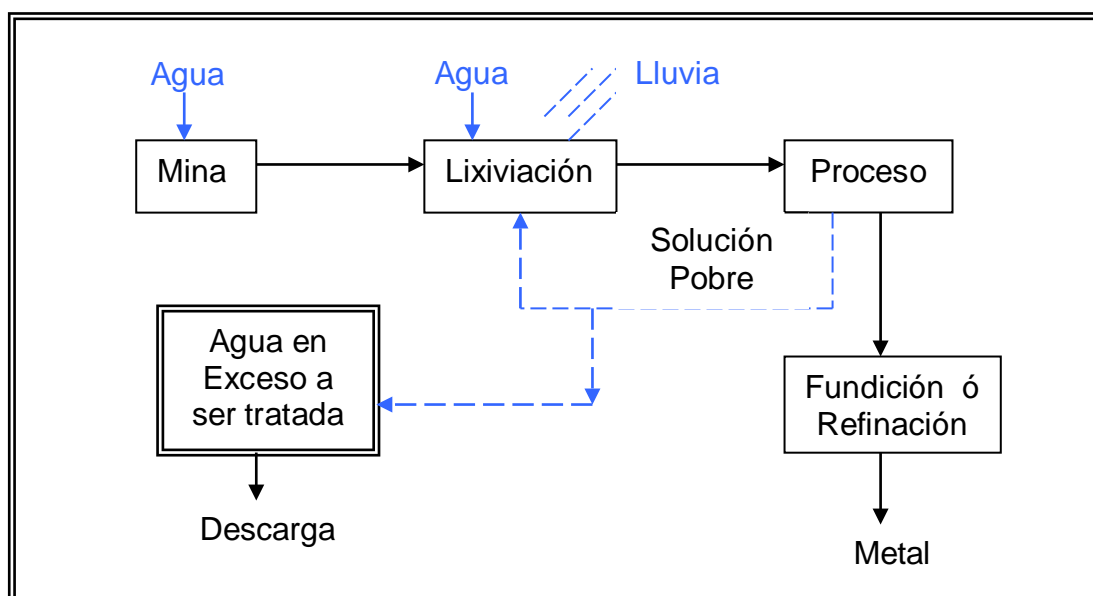 Agua
Agua
Lluvia
Mina
Lixiviación
Proceso
Solución
Pobre
Agua en
Exceso a
ser tratada
Fundición ó
Refinación
Descarga
Metal